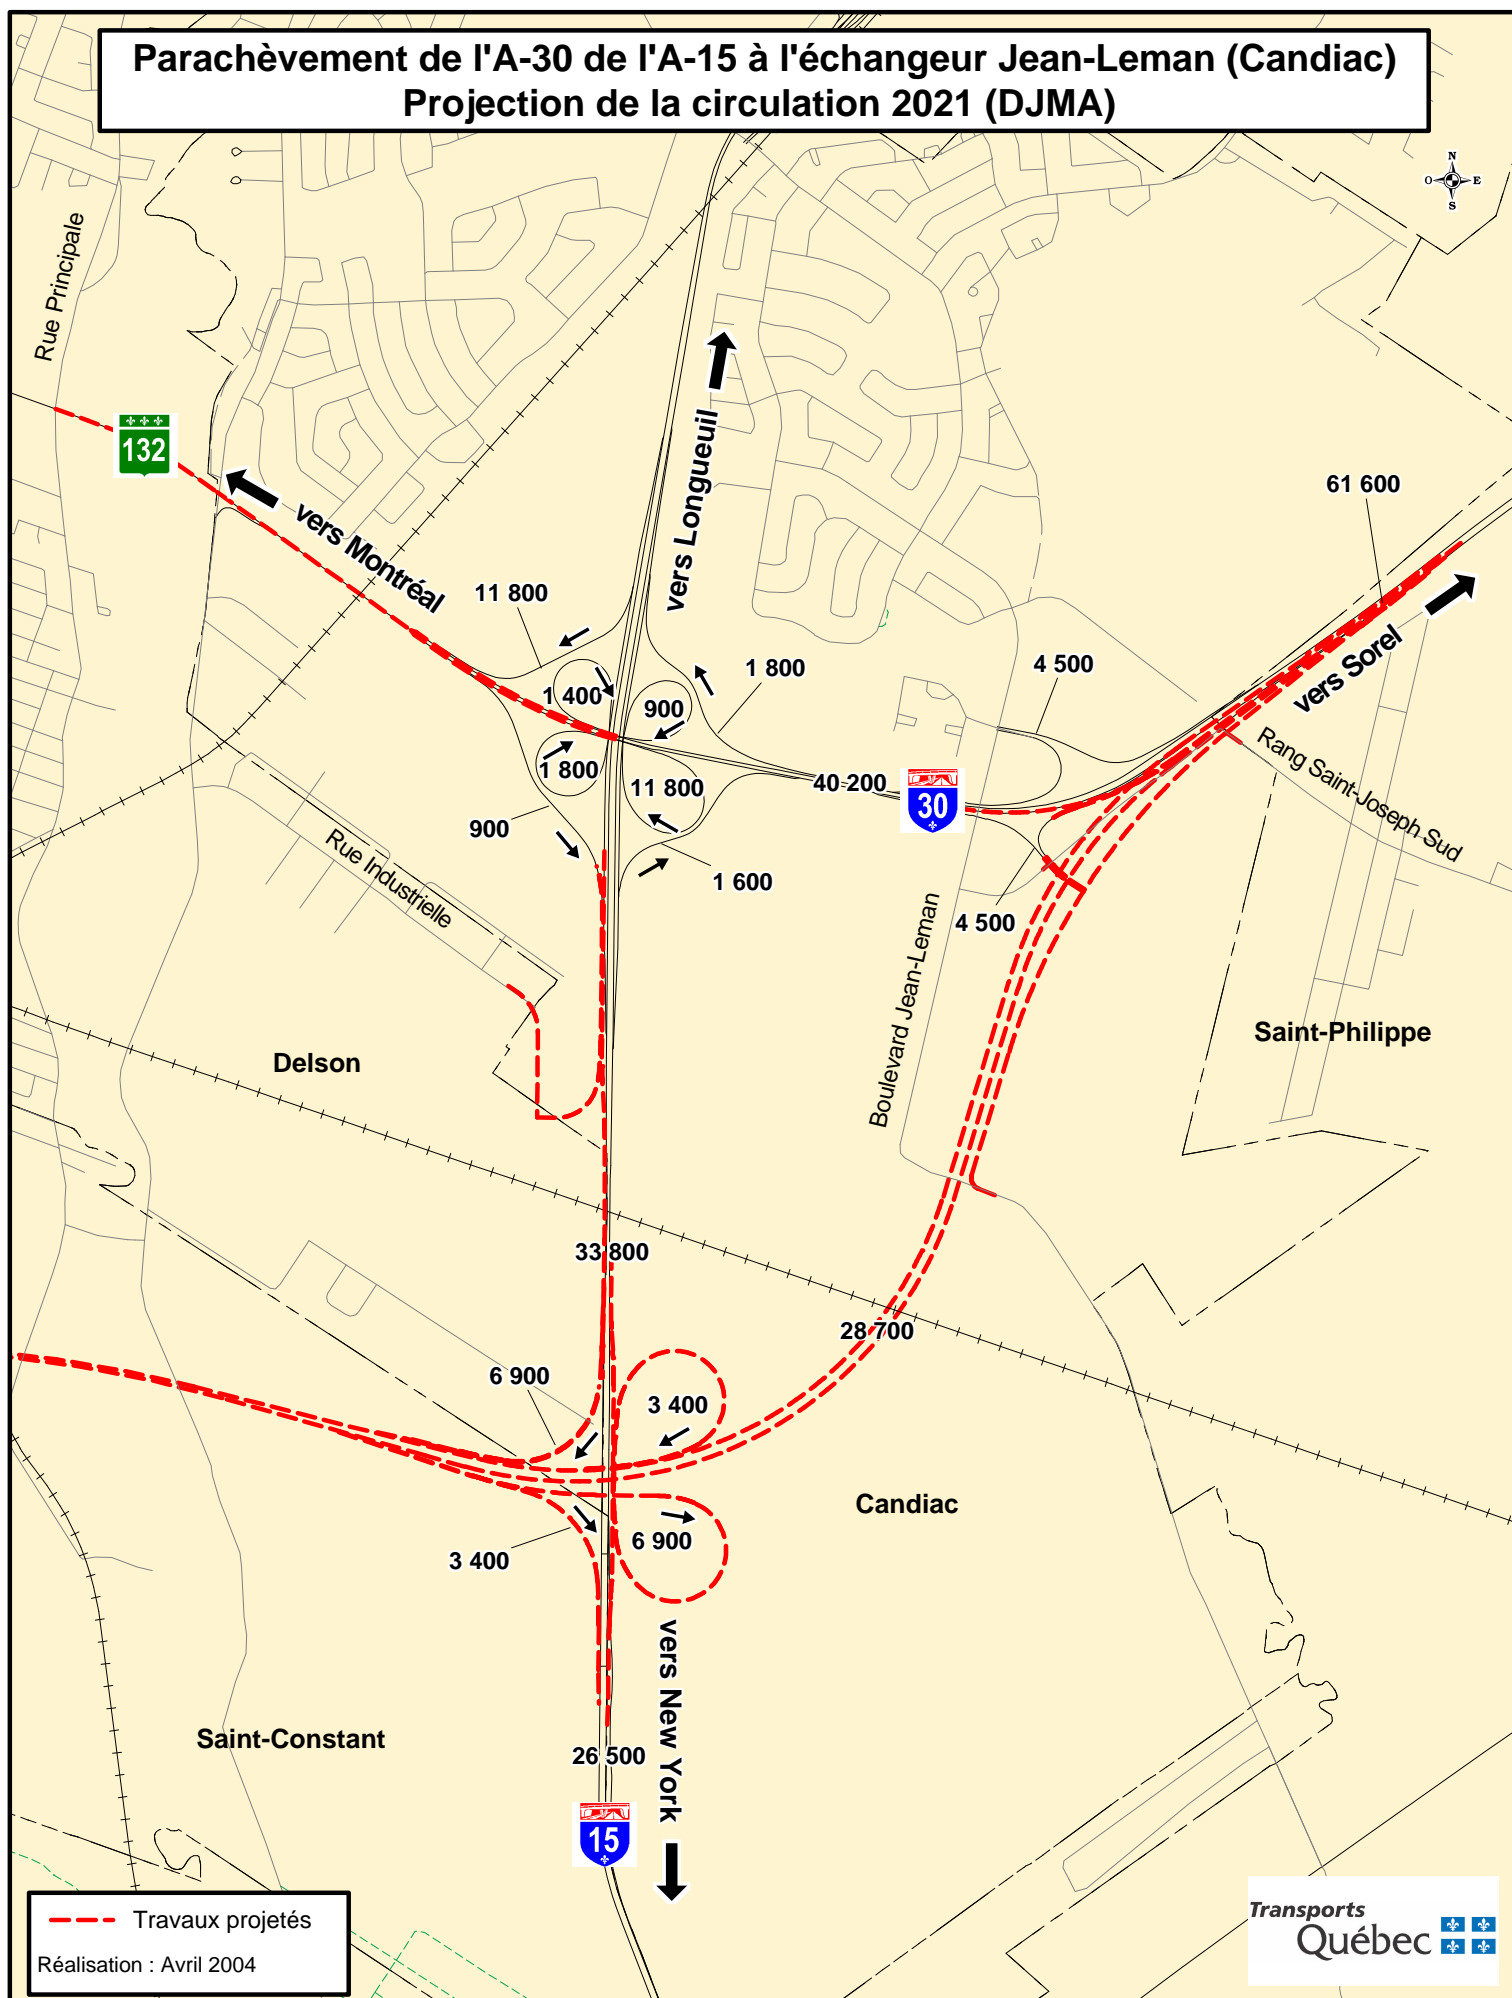 Parachèvement de l'A-30 de l'A-15 à l'échangeur Jean-Leman (Candiac)
Projection de la circulation 2021 (DJMA)
N
O
E
S
Rue Principale
132
vers Montréal
vers Longueuil
61 600
vers Sorel
11 800
1 400
900
1 800
4 500
1 800
11 800
40 200
30
Rang Saint-Joseph Sud
900
1 600
4 500
Rue Industrielle
Boulevard Jean-Leman
Delson
Saint-Philippe
33 800
28 700
6 900
3 400
Candiac
6 900
3 400
vers New York
Saint-Constant
26 500
15
Travaux projetés
Réalisation : Avril 2004
Transports
Québec